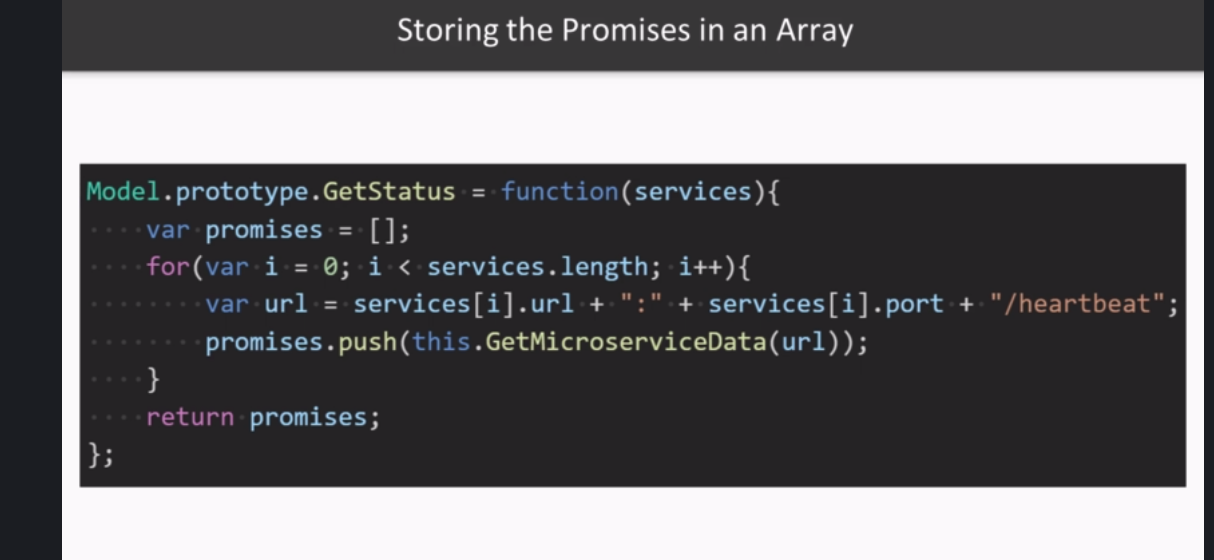 Storing the Promises in an Array
Model.prototype.GetStatus = function(services){
    var promises = [];
    for(var i = 0; i < services.length; i++){
        var url = services[i].url + ":" + services[i].port + "/heartbeat";
        promises.push(this.GetMicroserviceData(url));
    }
    return promises;
};